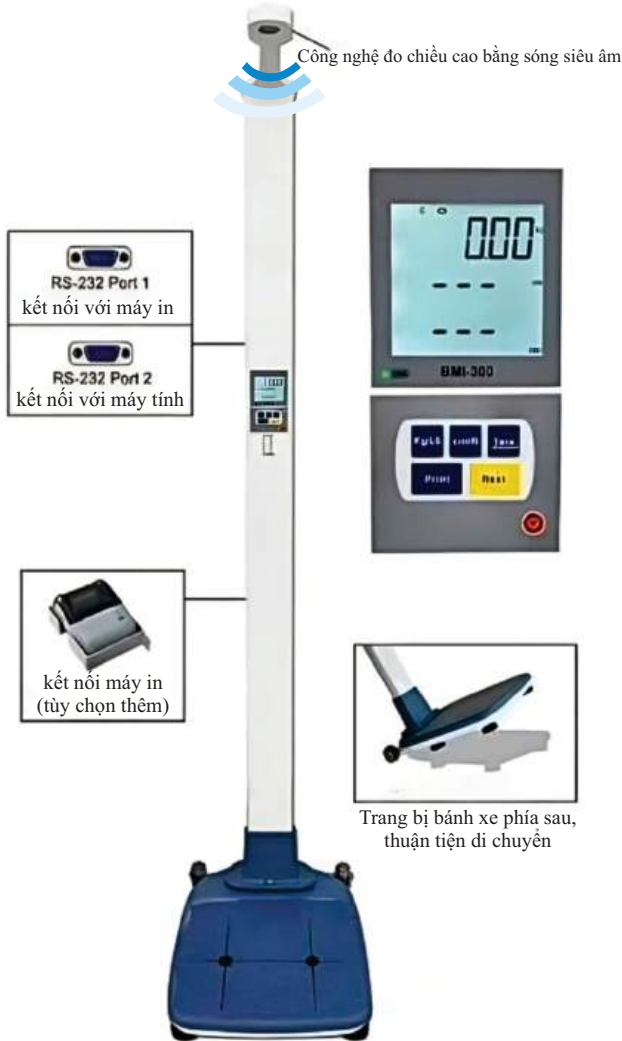 Công nghệ đo chiều cao bằng sóng siêu âm
RS-232 Port 1
kết nối với máy in
RS-232 Port 2
kết nối với máy tính
0.00
BMI-300
Print
kết nối máy in
(tùy chọn thêm)
Trang bị bánh xe phía sau,
thuận tiện di chuyển